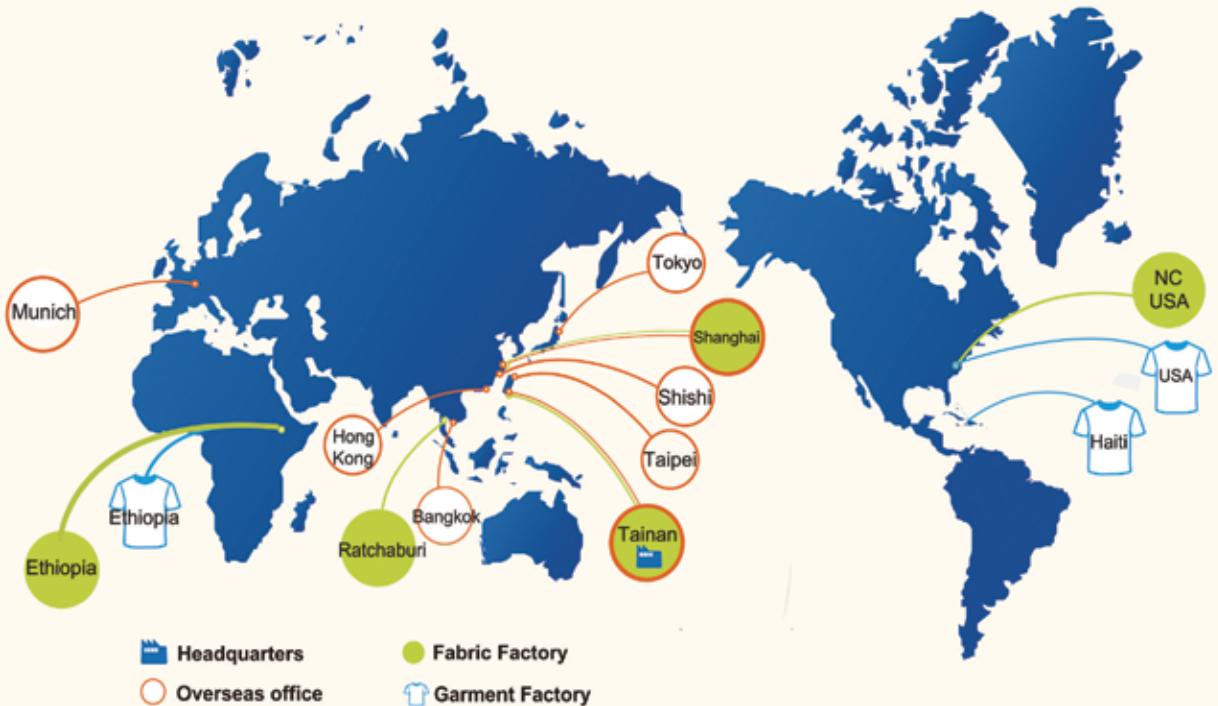 Tokyo
NC
USA
Munich
Shanghai
USA
Shishi
Hong
Kong
Taipei
Haiti
Ethiopia
Bangkok
Tainan
Ratchaburi
Ethiopia
Headquarters
Fabric Factory
Overseas office
Garment Factory